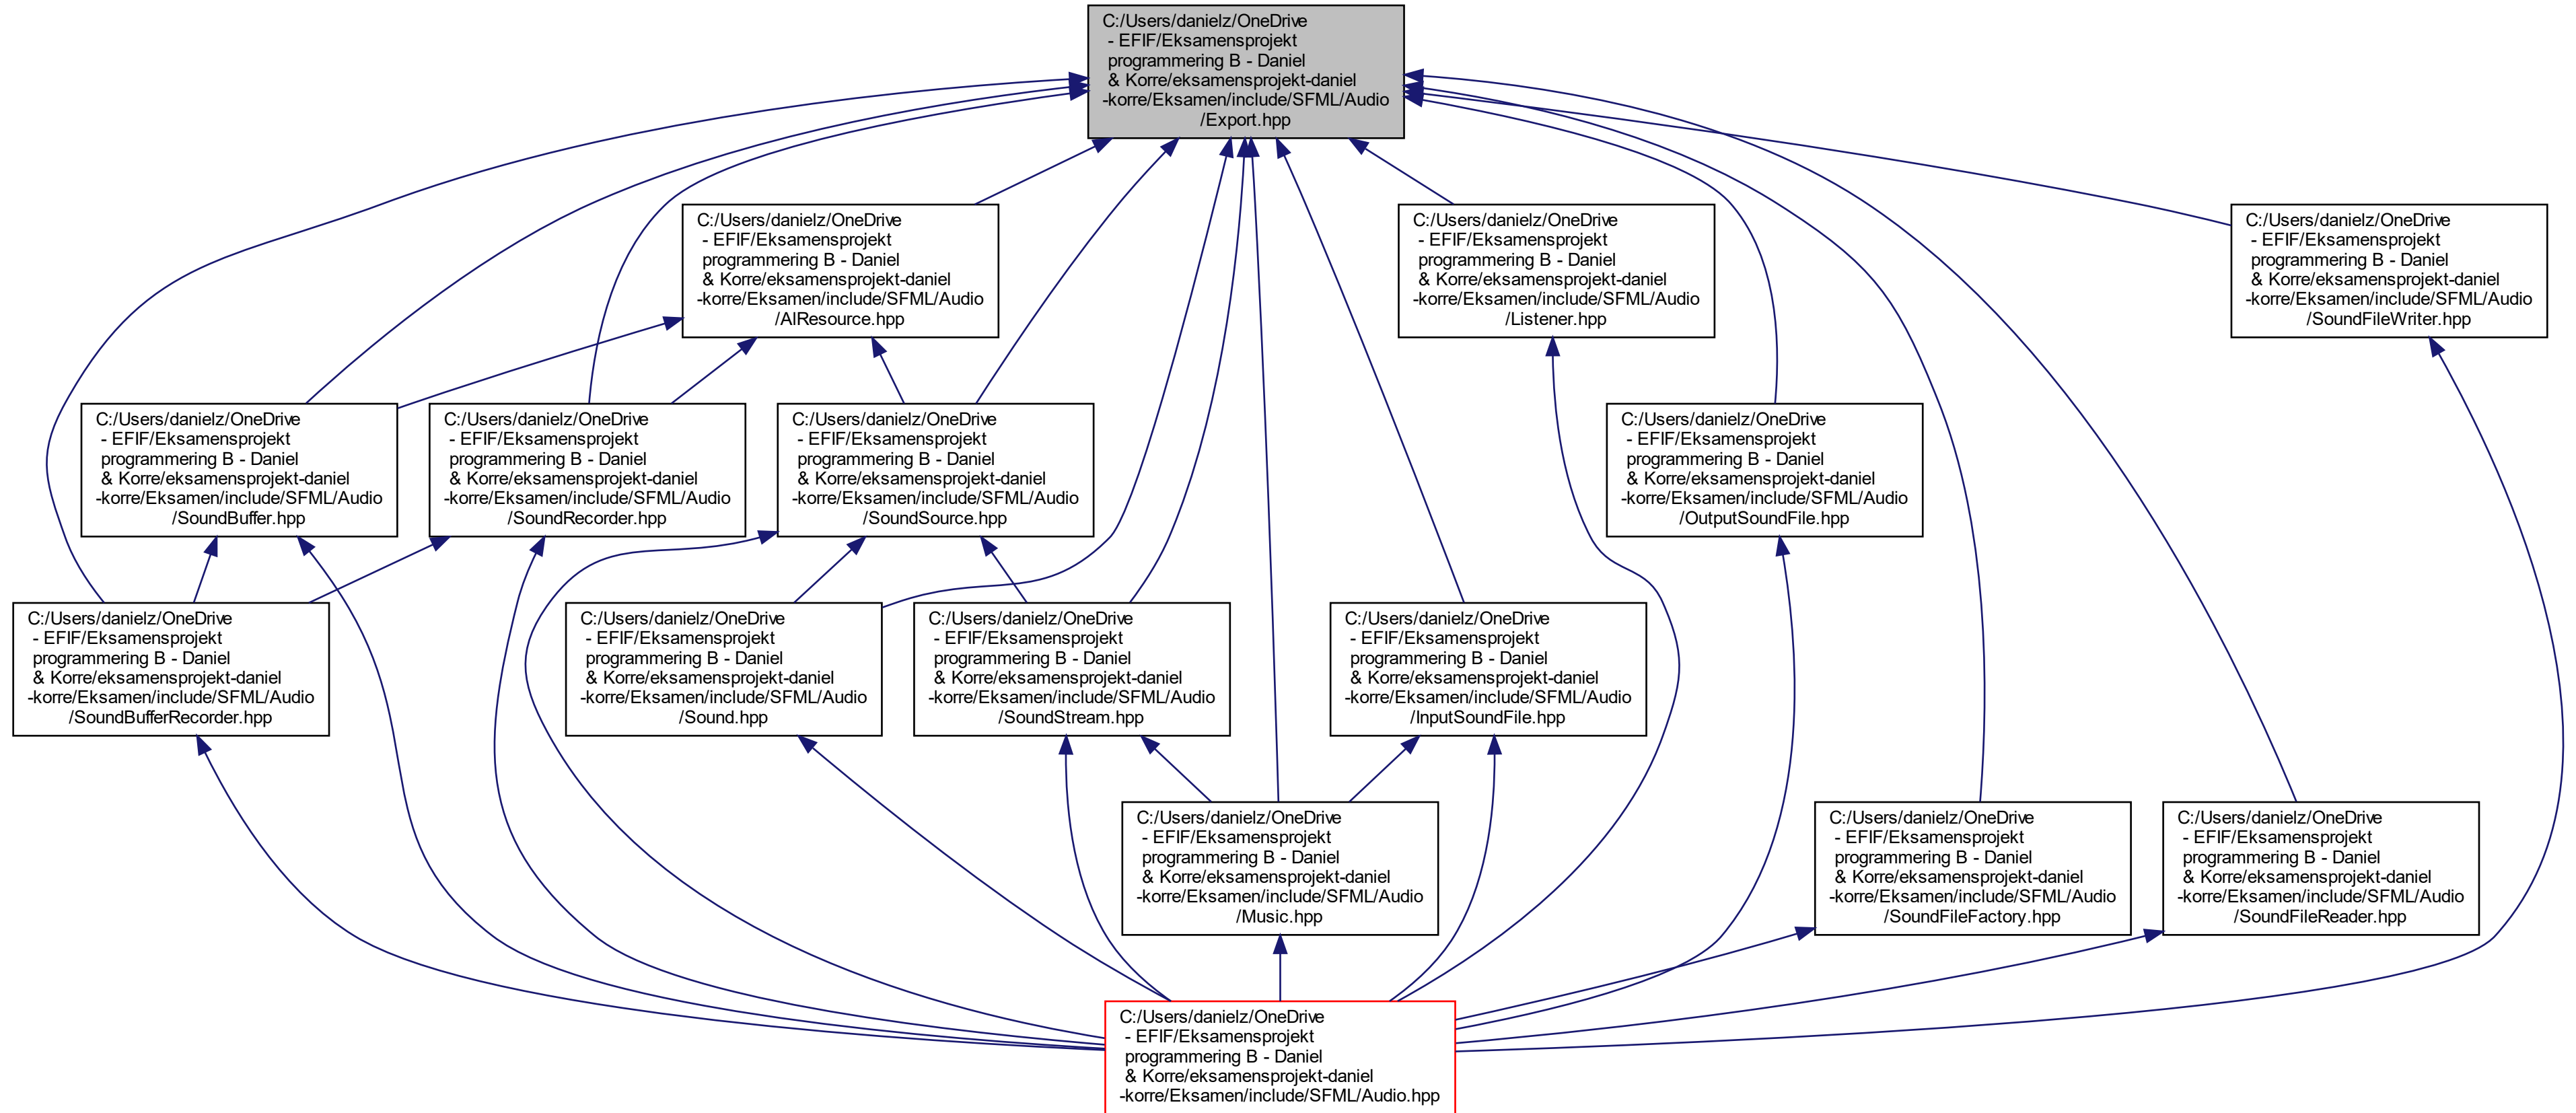 C:/Users/danielz/OneDrive
- EFIF/Eksamensprojekt
programmering B - Daniel
& Korre/eksamensprojekt-daniel
-korre/Eksamen/include/SFML/Audio
/Export.hpp
C:/Users/danielz/OneDrive
- EFIF/Eksamensprojekt
programmering B - Daniel
& Korre/eksamensprojekt-daniel
-korre/Eksamen/include/SFML/Audio
/AlResource.hpp
C:/Users/danielz/OneDrive
- EFIF/Eksamensprojekt
programmering B - Daniel
& Korre/eksamensprojekt-daniel
-korre/Eksamen/include/SFML/Audio
/Listener.hpp
C:/Users/danielz/OneDrive
- EFIF/Eksamensprojekt
programmering B - Daniel
& Korre/eksamensprojekt-daniel
-korre/Eksamen/include/SFML/Audio
/SoundFileWriter.hpp
C:/Users/danielz/OneDrive
- EFIF/Eksamensprojekt
programmering B - Daniel
& Korre/eksamensprojekt-daniel
-korre/Eksamen/include/SFML/Audio
/SoundBuffer.hpp
C:/Users/danielz/OneDrive
- EFIF/Eksamensprojekt
programmering B - Daniel
& Korre/eksamensprojekt-daniel
-korre/Eksamen/include/SFML/Audio
/SoundRecorder.hpp
C:/Users/danielz/OneDrive
- EFIF/Eksamensprojekt
programmering B - Daniel
& Korre/eksamensprojekt-daniel
-korre/Eksamen/include/SFML/Audio
/SoundSource.hpp
C:/Users/danielz/OneDrive
- EFIF/Eksamensprojekt
programmering B - Daniel
& Korre/eksamensprojekt-daniel
-korre/Eksamen/include/SFML/Audio
/OutputSoundFile.hpp
C:/Users/danielz/OneDrive
- EFIF/Eksamensprojekt
programmering B - Daniel
& Korre/eksamensprojekt-daniel
-korre/Eksamen/include/SFML/Audio
/SoundBufferRecorder.hpp
C:/Users/danielz/OneDrive
- EFIF/Eksamensprojekt
programmering B - Daniel
& Korre/eksamensprojekt-daniel
-korre/Eksamen/include/SFML/Audio
/Sound.hpp
C:/Users/danielz/OneDrive
- EFIF/Eksamensprojekt
programmering B - Daniel
& Korre/eksamensprojekt-daniel
-korre/Eksamen/include/SFML/Audio
/SoundStream.hpp
C:/Users/danielz/OneDrive
- EFIF/Eksamensprojekt
programmering B - Daniel
& Korre/eksamensprojekt-daniel
-korre/Eksamen/include/SFML/Audio
/InputSoundFile.hpp
C:/Users/danielz/OneDrive
- EFIF/Eksamensprojekt
programmering B - Daniel
& Korre/eksamensprojekt-daniel
-korre/Eksamen/include/SFML/Audio
/Music.hpp
C:/Users/danielz/OneDrive
- EFIF/Eksamensprojekt
programmering B - Daniel
& Korre/eksamensprojekt-daniel
-korre/Eksamen/include/SFML/Audio
/SoundFileFactory.hpp
C:/Users/danielz/OneDrive
- EFIF/Eksamensprojekt
programmering B - Daniel
& Korre/eksamensprojekt-daniel
-korre/Eksamen/include/SFML/Audio
/SoundFileReader.hpp
C:/Users/danielz/OneDrive
- EFIF/Eksamensprojekt
programmering B - Daniel
& Korre/eksamensprojekt-daniel
-korre/Eksamen/include/SFML/Audio.hpp